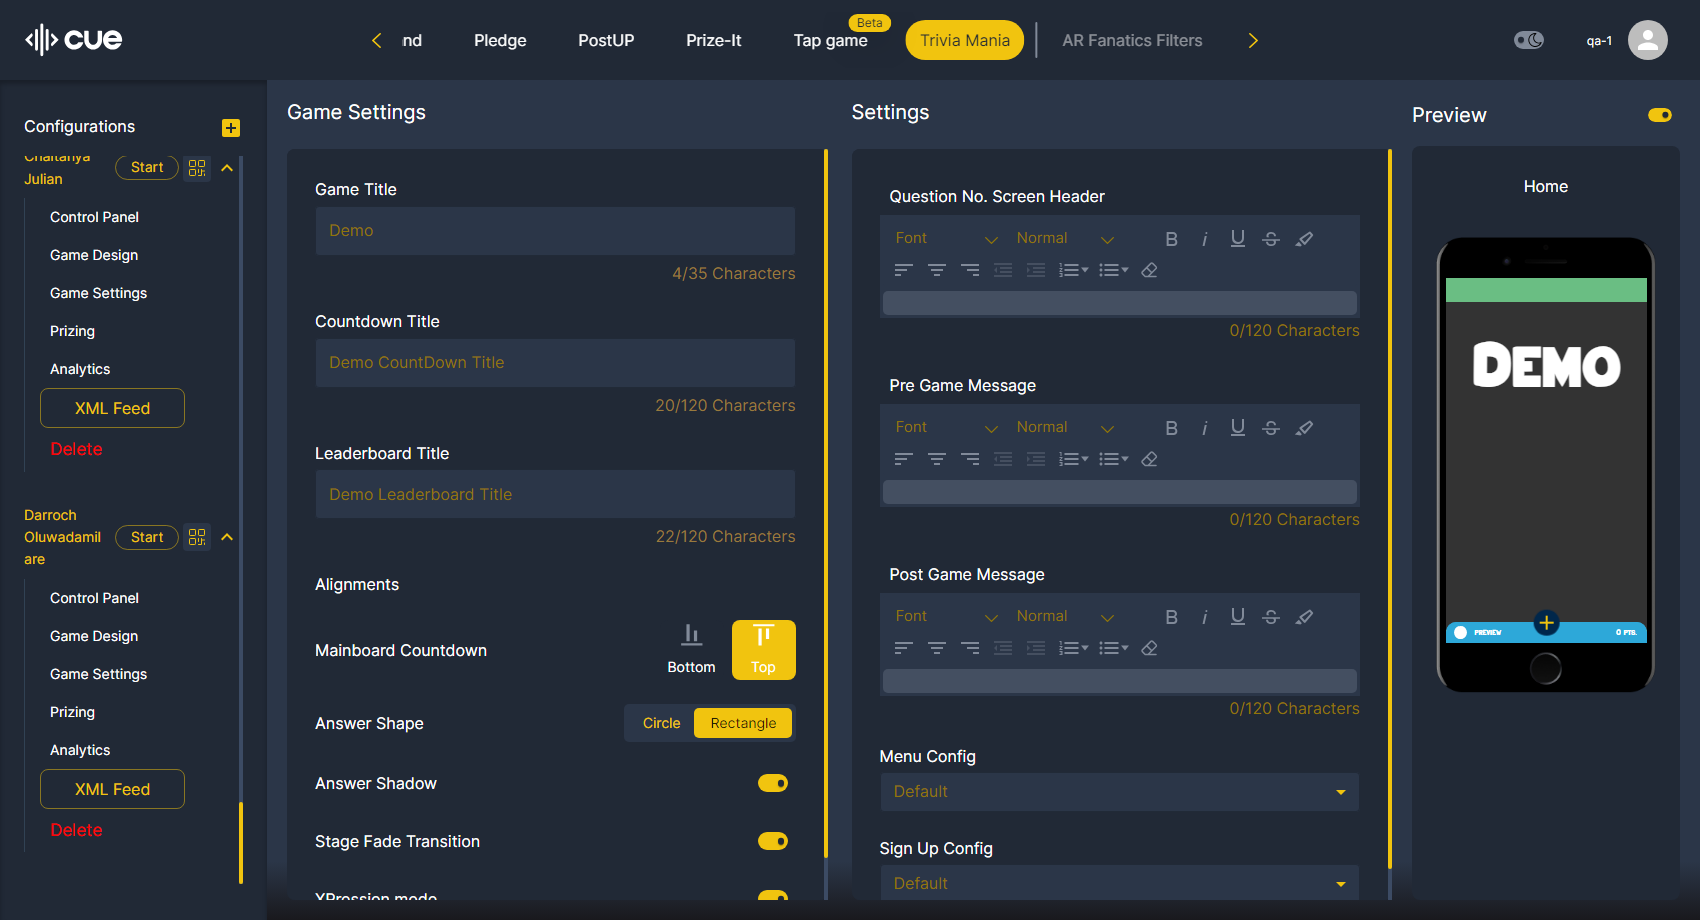 cue
nd
Pledge
PostUP
Prize-It
Tap game
Beta
Trivia Mania
AR Fanatics Filters
qa-1
Configurations
Chaitanya
Julian
Start
Control Panel
Game Design
Game Settings
Prizing
Analytics
XML Feed
Delete
Darroch
Oluwadamil
are
Start
Control Panel
Game Design
Game Settings
Prizing
Analytics
XML Feed
Delete
Game Settings
Game Title
Demo
4/35 Characters
Countdown Title
Demo CountDown Title
20/120 Characters
Leaderboard Title
Demo Leaderboard Title
22/120 Characters
Alignments
Mainboard Countdown
Bottom
Top
Answer Shape
Circle
Rectangle
Answer Shadow
Stage Fade Transition
XPression mode
Settings
Question No. Screen Header
Font
Normal
B i U S
0/120 Characters
Pre Game Message
Font
Normal
B i U S
0/120 Characters
Post Game Message
Font
Normal
B i U S
0/120 Characters
Menu Config
Default
Sign Up Config
Default
Preview
Home
DEMO
PREVIEW
0 PTS.